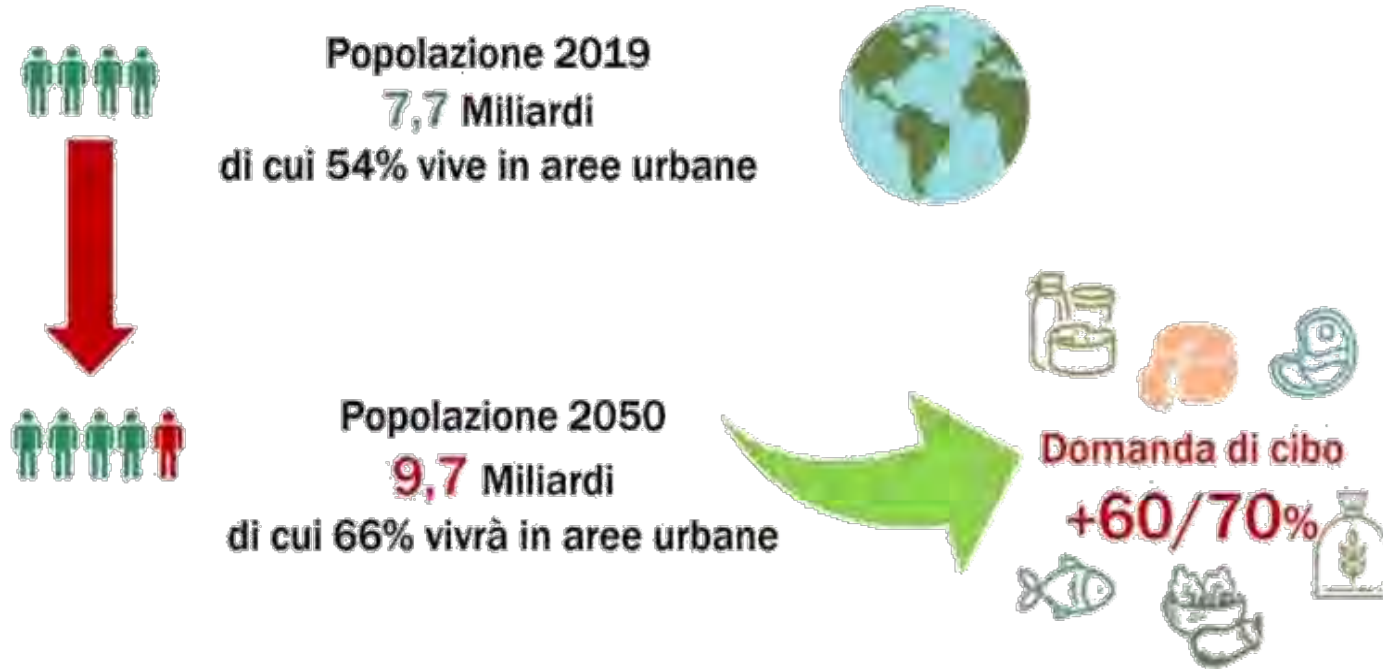 Popolazione 2019
7,7 Miliardi
di cui 54% vive in aree urbane
Popolazione 2050
9,7 Miliardi
di cui 66% vivrà in aree urbane
Domanda di cibo
+60/70%